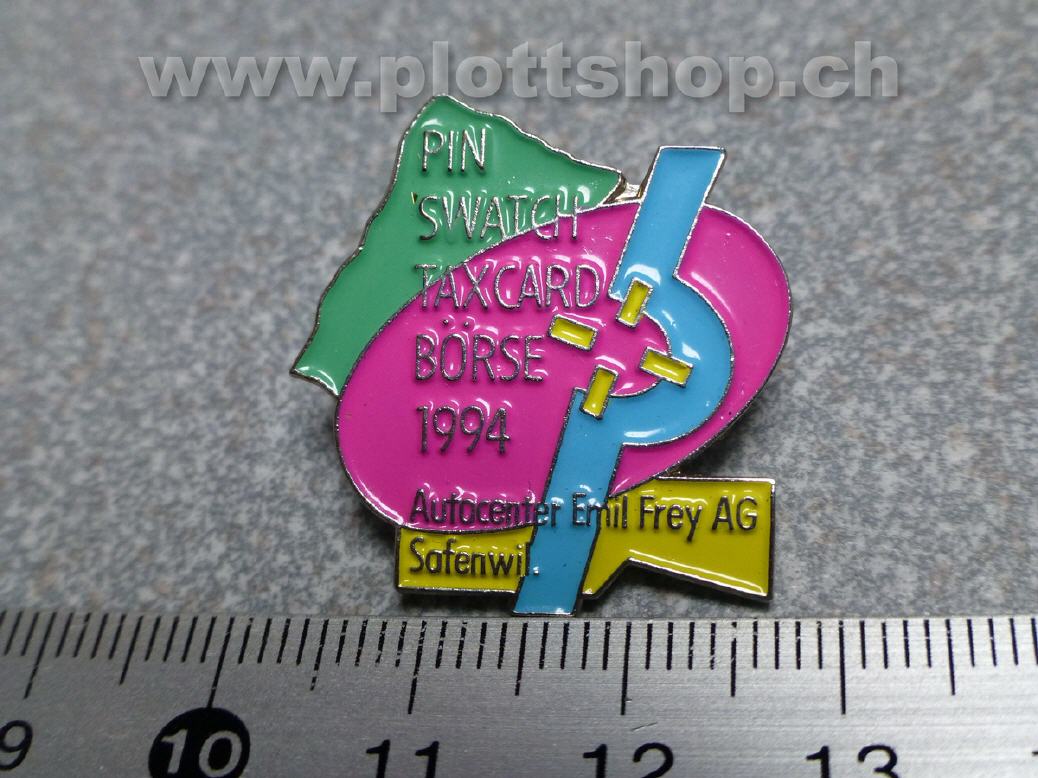 www.plottshop.ch
PIN
'SWATCH
TAXCARD
BÖRSE
1994
Autocenter Emil Frey AG
Safenwil.
9 10 11 12 13